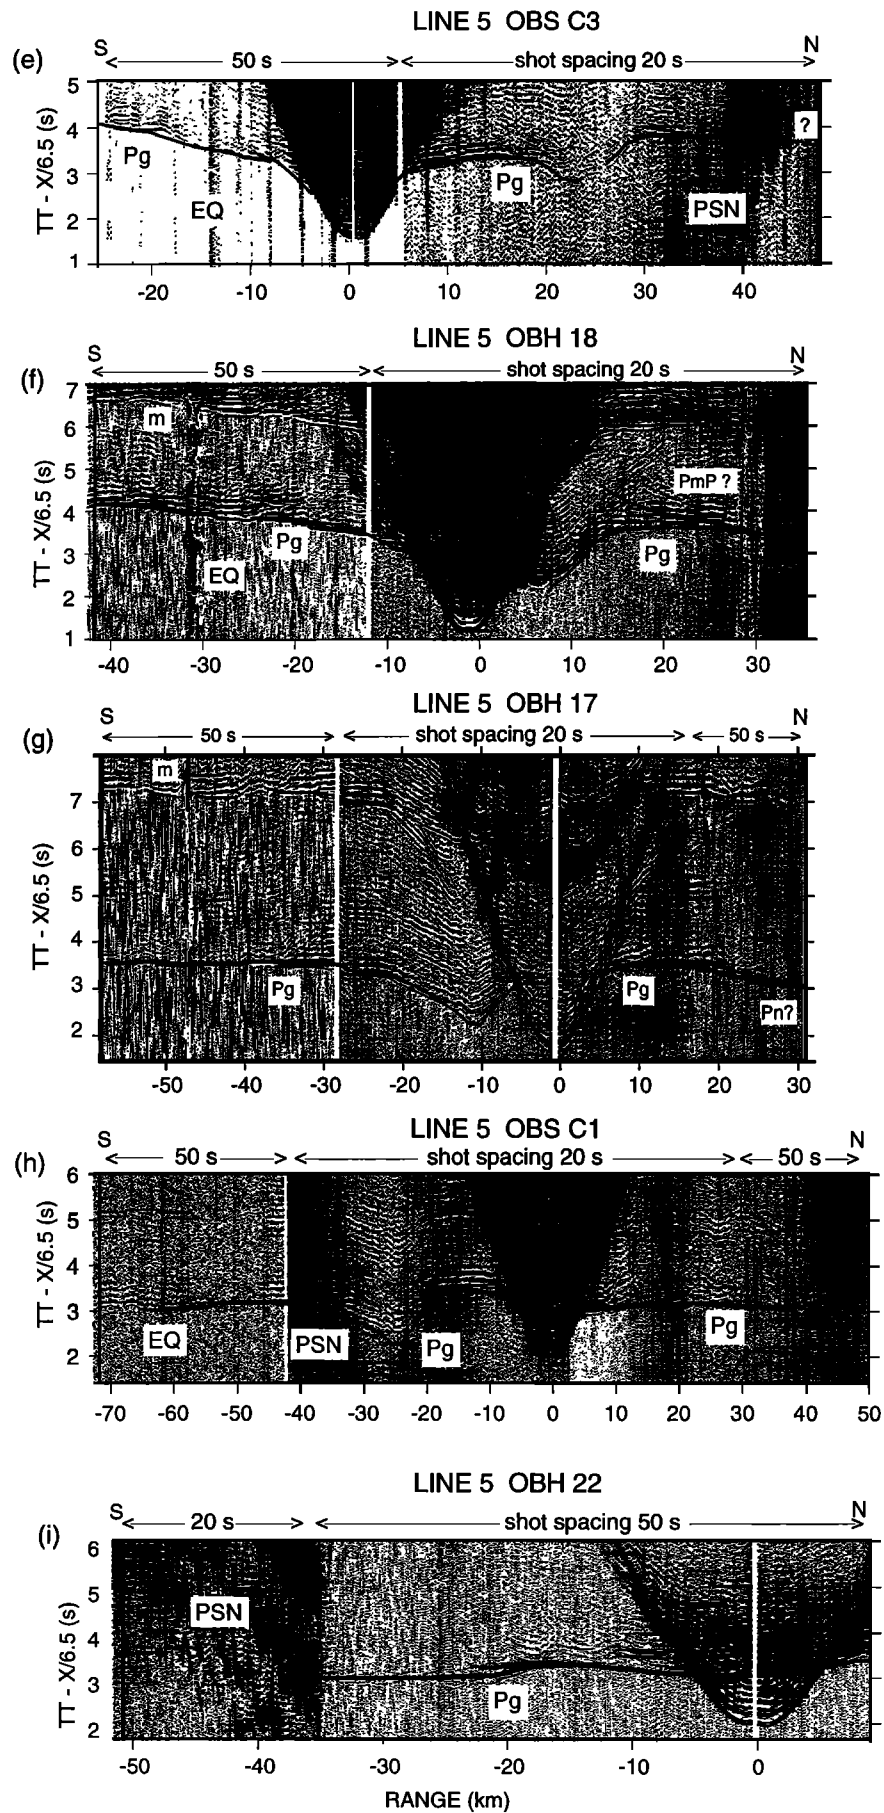 LINE 5 OBS C3
S N
(e) 50 s shot spacing 20 s
5
4 ?
Pg
3 Pg
EQ PSN
2
1
TT - X/6.5 (s)
-20 -10 0 10 20 30 40
LINE 5 OBH 18
S N
50 s shot spacing 20 s
(f)
7
m
6
5 PmP ?
4
Pg Pg
3
EQ
2
1
TT - X/6.5 (s)
-40 -30 -20 -10 0 10 20 30
LINE 5 OBH 17
S N
(g) 50 s shot spacing 20 s 50 s
m
7
6
5
4
3 Pg Pg
Pn?
2
TT - X/6.5 (s)
-50 -40 -30 -20 -10 0 10 20 30
LINE 5 OBS C1
S N
(h) 50 s shot spacing 20 s 50 s
6
5
4
3
EQ PSN Pg Pg
2
TT - X/6.5 (s)
-70 -60 -50 -40 -30 -20 -10 0 10 20 30 40 50
LINE 5 OBH 22
S N
(i) 20 s shot spacing 50 s
6
5
PSN
4
3
Pg
2
TT - X/6.5 (s)
-50 -40 -30 -20 -10 0
RANGE (km)